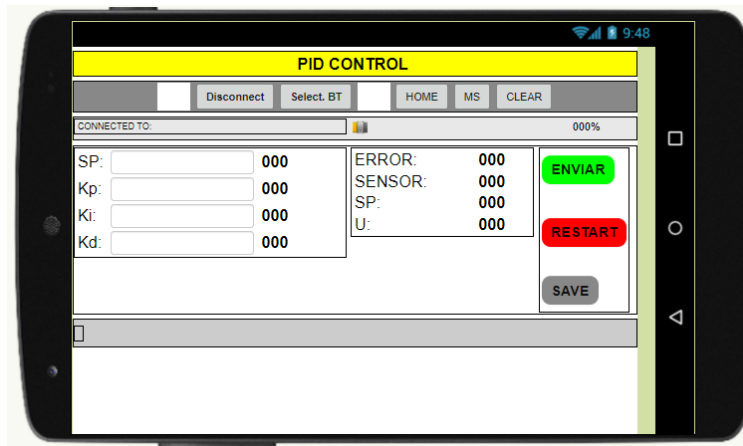 9:48
PID CONTROL
Disconnect Select. BT HOME MS CLEAR
CONNECTED TO: 000%
SP: 000 ERROR: 000 ENVIAR
Kp: 000 SENSOR: 000
Ki: 000 SP: 000 RESTART
Kd: 000 U: 000
SAVE